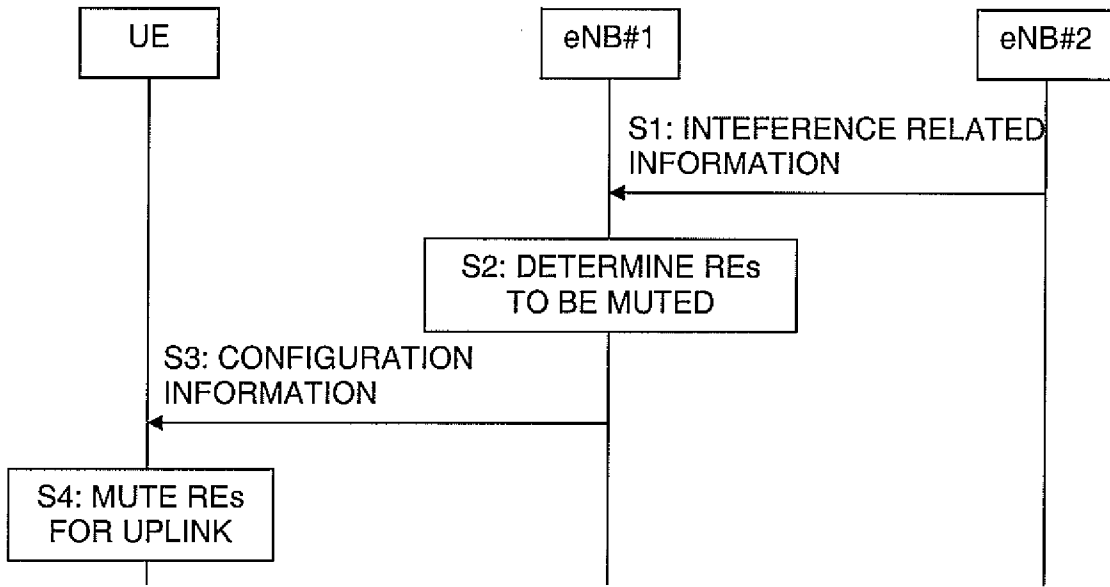 UE
eNB#1
eNB#2
S1: INTEFERENCE RELATED
INFORMATION
S2: DETERMINE REs
TO BE MUTED
S3: CONFIGURATION
INFORMATION
S4: MUTE REs
FOR UPLINK